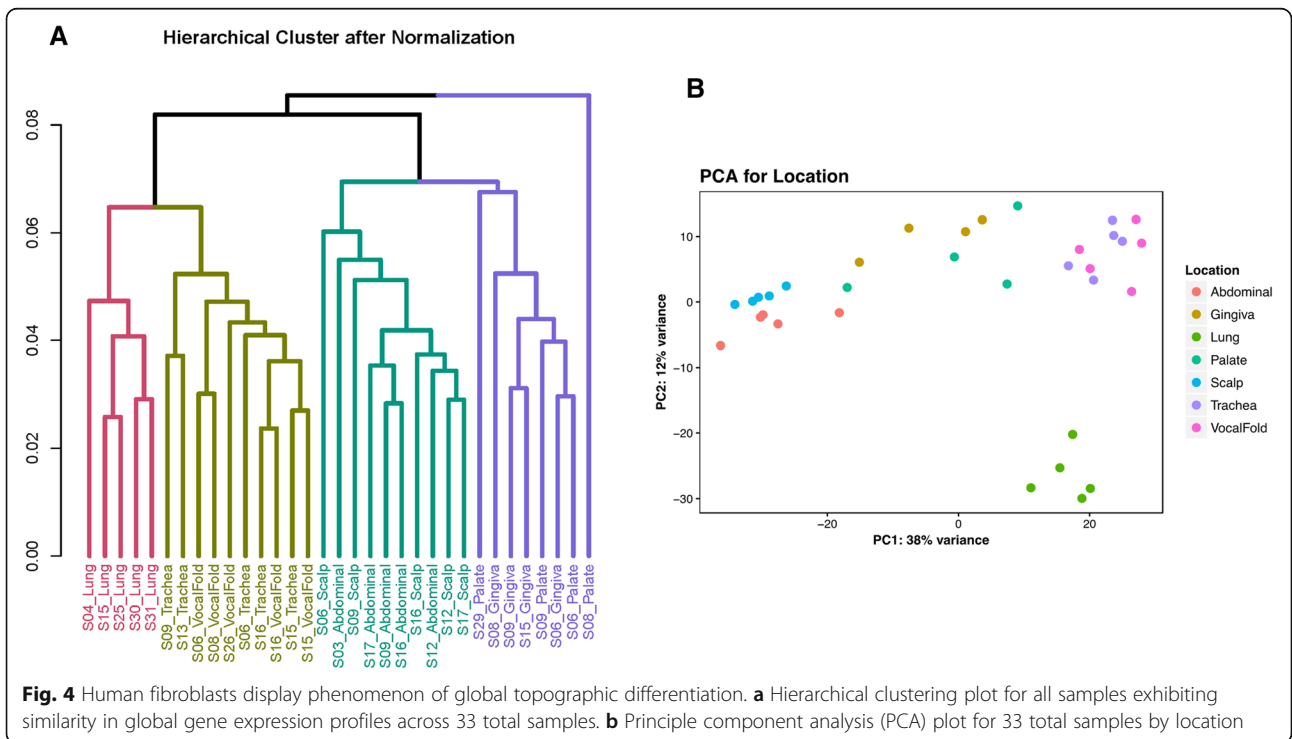 A
Hierarchical Cluster after Normalization
0.08
0.06
0.04
0.02
0.00
S04_Lung
S15_Lung
S25_Lung
S30_Lung
S31_Lung
S09_Trachea
S13_Trachea
S06_VocalFold
S08_VocalFold
S26_VocalFold
S06_Trachea
S16_Trachea
S16_VocalFold
S15_Trachea
S15_VocalFold
S06_Scalp
S03_Abdominal
S09_Scalp
S17_Abdominal
S09_Abdominal
S16_Abdominal
S16_Scalp
S12_Abdominal
S12_Scalp
S17_Scalp
S29_Palate
S08_Gingiva
S09_Gingiva
S15_Gingiva
S09_Palate
S06_Gingiva
S06_Palate
S08_Palate
B
PCA for Location
PC2: 12% variance
10
0
−10
−20
−30
−20
0
20
PC1: 38% variance
Location
Abdominal
Gingiva
Lung
Palate
Scalp
Trachea
VocalFold
Fig. 4 Human fibroblasts display phenomenon of global topographic differentiation. a Hierarchical clustering plot for all samples exhibiting
similarity in global gene expression profiles across 33 total samples. b Principle component analysis (PCA) plot for 33 total samples by location